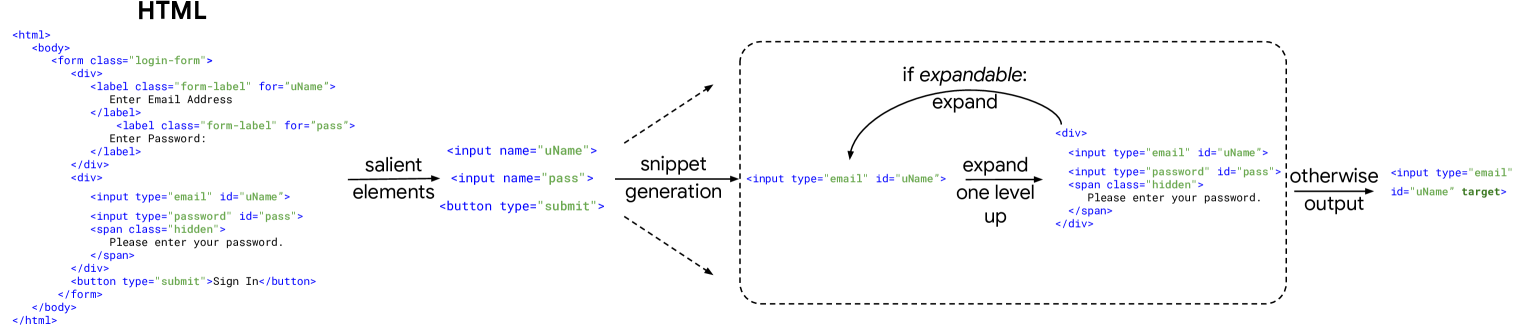 HTML
<html>
<body>
<form class="login-form">
<div>
<label class="form-label" for="uName">
Enter Email Address
</label>
<label class="form-label" for="pass">
Enter Password:
</label>
</div>
<div>
<input type="email" id="uName">
<input type="password" id="pass">
<span class="hidden">
Please enter your password.
</span>
</div>
<button type="submit">Sign In</button>
</form>
</body>
</html>
salient
elements
<input name="uName">
<input name="pass">
<button type="submit">
snippet
generation
if expandable:
expand
<input type="email" id="uName">
expand
one level
up
<div>
<input type="email" id="uName">
<input type="password" id="pass">
<span class="hidden">
Please enter your password.
</span>
</div>
otherwise
output
<input type="email"
id="uName" target>